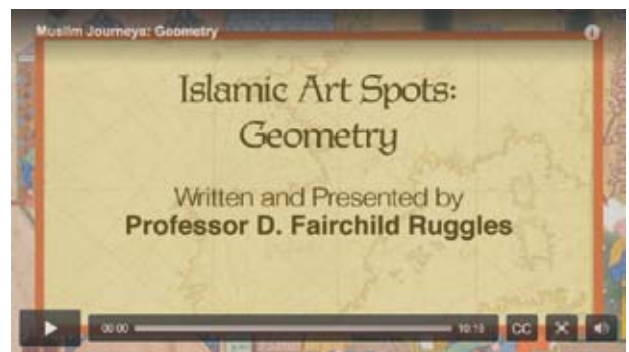 Muslim Journeys: Geometry
Islamic Art Spots:
Geometry
Written and Presented by
Professor D. Fairchild Ruggles
00:00
10:15
CC